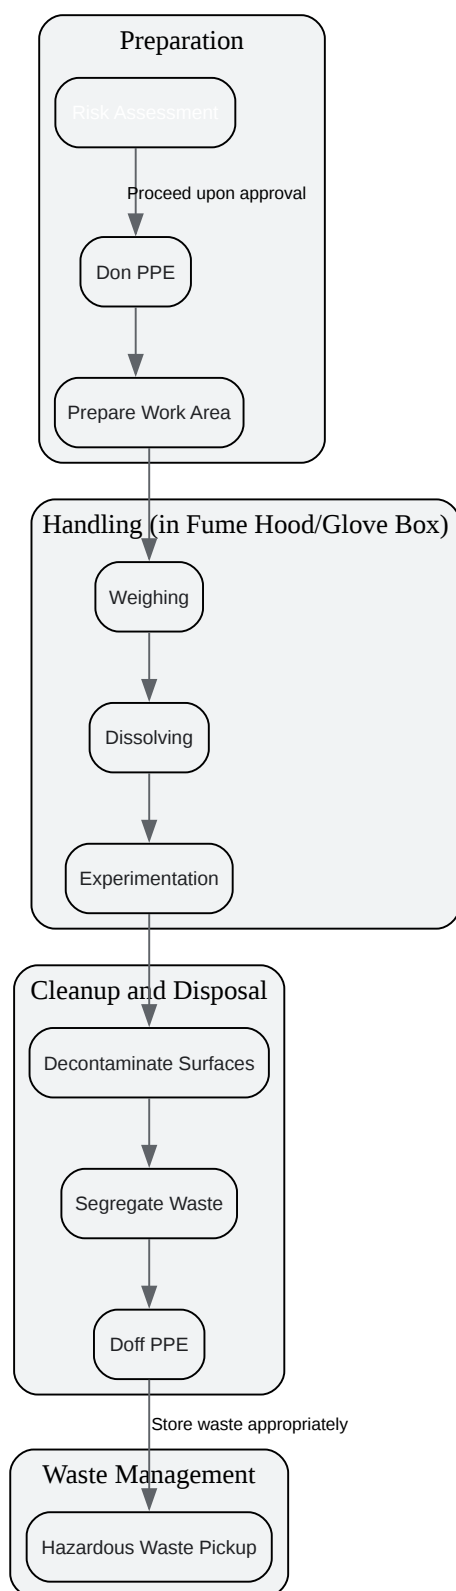 Preparation
Risk Assessment
Proceed upon approval
Don PPE
Prepare Work Area
Handling (in Fume Hood/Glove Box)
Weighing
Dissolving
Experimentation
Cleanup and Disposal
Decontaminate Surfaces
Segregate Waste
Doff PPE
Store waste appropriately
Waste Management
Hazardous Waste Pickup